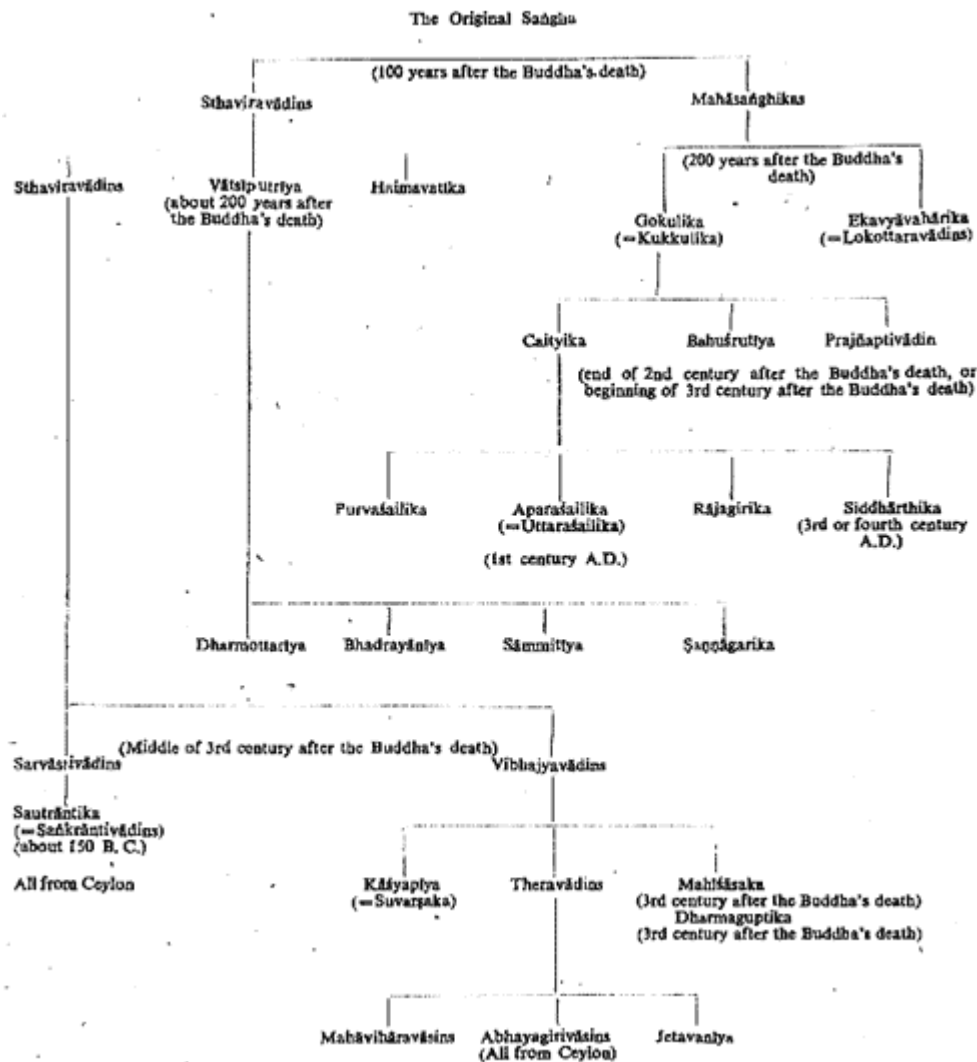 The Original Saṅgha
(100 years after the Buddha's death)
Sthaviravādins
Mahāsaṅghikas
(200 years after the Buddha's
death)
Sthaviravādins
Vātsīputrīya
(about 200 years after
the Buddha's death)
Haimavatika
Gokulika
(=Kukkulika)
Ekavyāvahārika
(=Lokottaravādins)
Caityika
Bahuśrutīya
Prajñaptivādin
(end of 2nd century after the Buddha's death, or
beginning of 3rd century after the Buddha's death)
Purvaśailika
Aparaśailika
(=Uttaraśailika)
(1st century A.D.)
Rājagirika
Siddhārthika
(3rd or fourth century
A.D.)
Dharmottarīya
Bhadrayānīya
Sāmmitīya
Ṣaṇṇagarika
(Middle of 3rd century after the Buddha's death)
Sarvāstivādins
Vibhajyavādins
Sautrāntika
(=Saṅkrāntivādins)
(about 150 B.C.)
All from Ceylon
Kāśyapīya
(=Suvarṣaka)
Theravādins
Mahīśāsaka
(3rd century after the Buddha's death)
Dharmaguptika
(3rd century after the Buddha's death)
Mahāvihāravāsins
Abhayagirivāsins
(All from Ceylon)
Jetavanīya